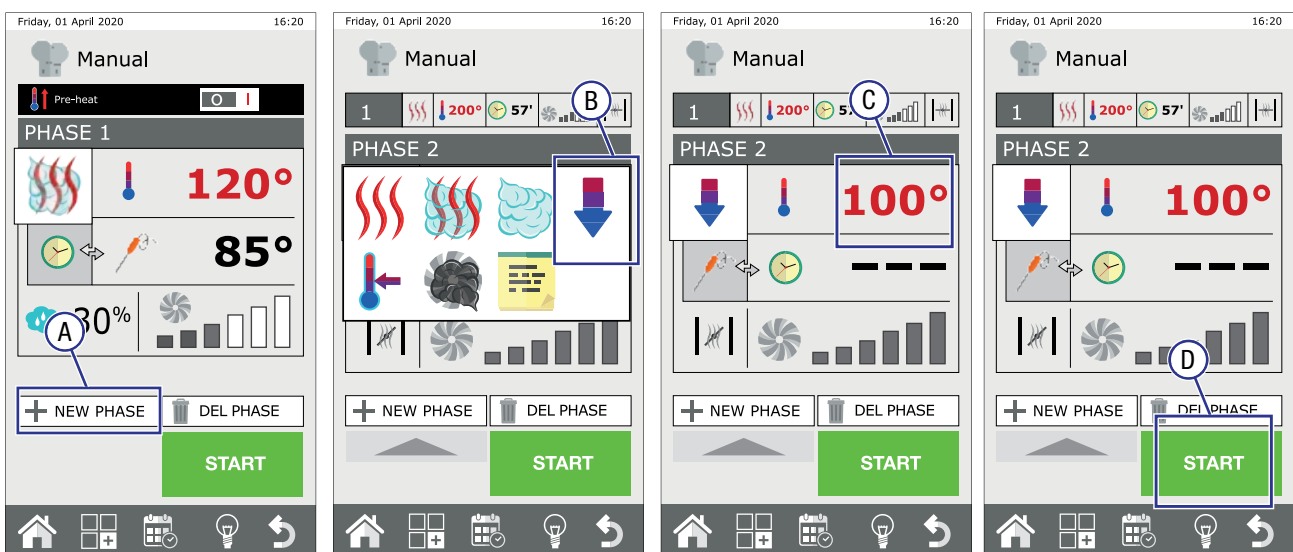 Friday, 01 April 2020 16:20
Manual
Pre-heat O I
PHASE 1
120°
85°
A
30%
NEW PHASE DEL PHASE
START
Friday, 01 April 2020 16:20
Manual
B
1 200° 57'
PHASE 2
NEW PHASE DEL PHASE
START
Friday, 01 April 2020 16:20
Manual
C
1 200° 57'
PHASE 2
100°
---
NEW PHASE DEL PHASE
START
Friday, 01 April 2020 16:20
Manual
1 200° 57'
PHASE 2
100°
---
D
NEW PHASE DEL PHASE
START